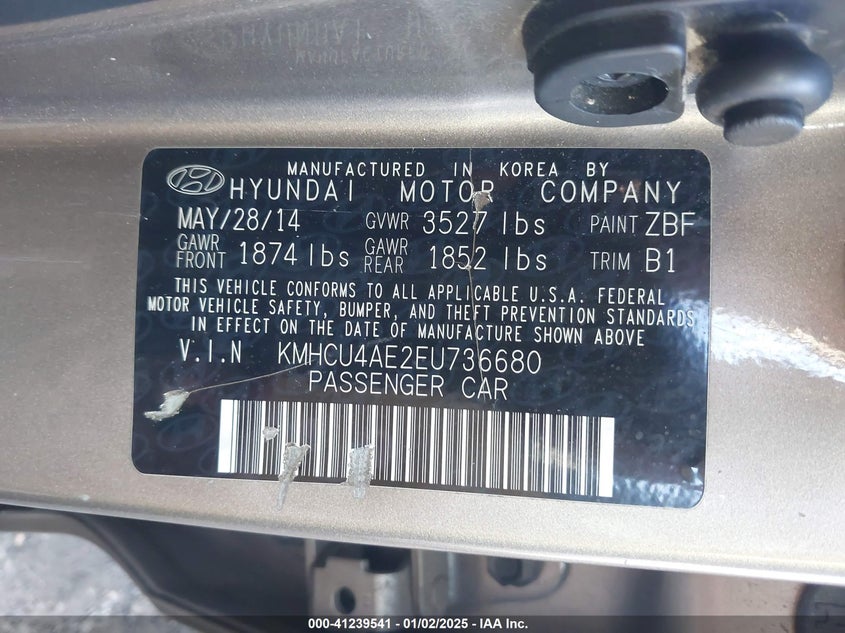 MANUFACTURED IN KOREA BY
HYUNDAI MOTOR COMPANY
MAY/28/14 GVWR 3527 lbs PAINT ZBF
GAWR FRONT 1874 lbs GAWR REAR 1852 lbs TRIM B1
THIS VEHICLE CONFORMS TO ALL APPLICABLE U.S.A. FEDERAL
MOTOR VEHICLE SAFETY, BUMPER, AND THEFT PREVENTION STANDARDS
IN EFFECT ON THE DATE OF MANUFACTURE SHOWN ABOVE
V.I.N KMHCU4AE2EU736680
PASSENGER CAR
000-41239541 - 01/02/2025 - IAA Inc.